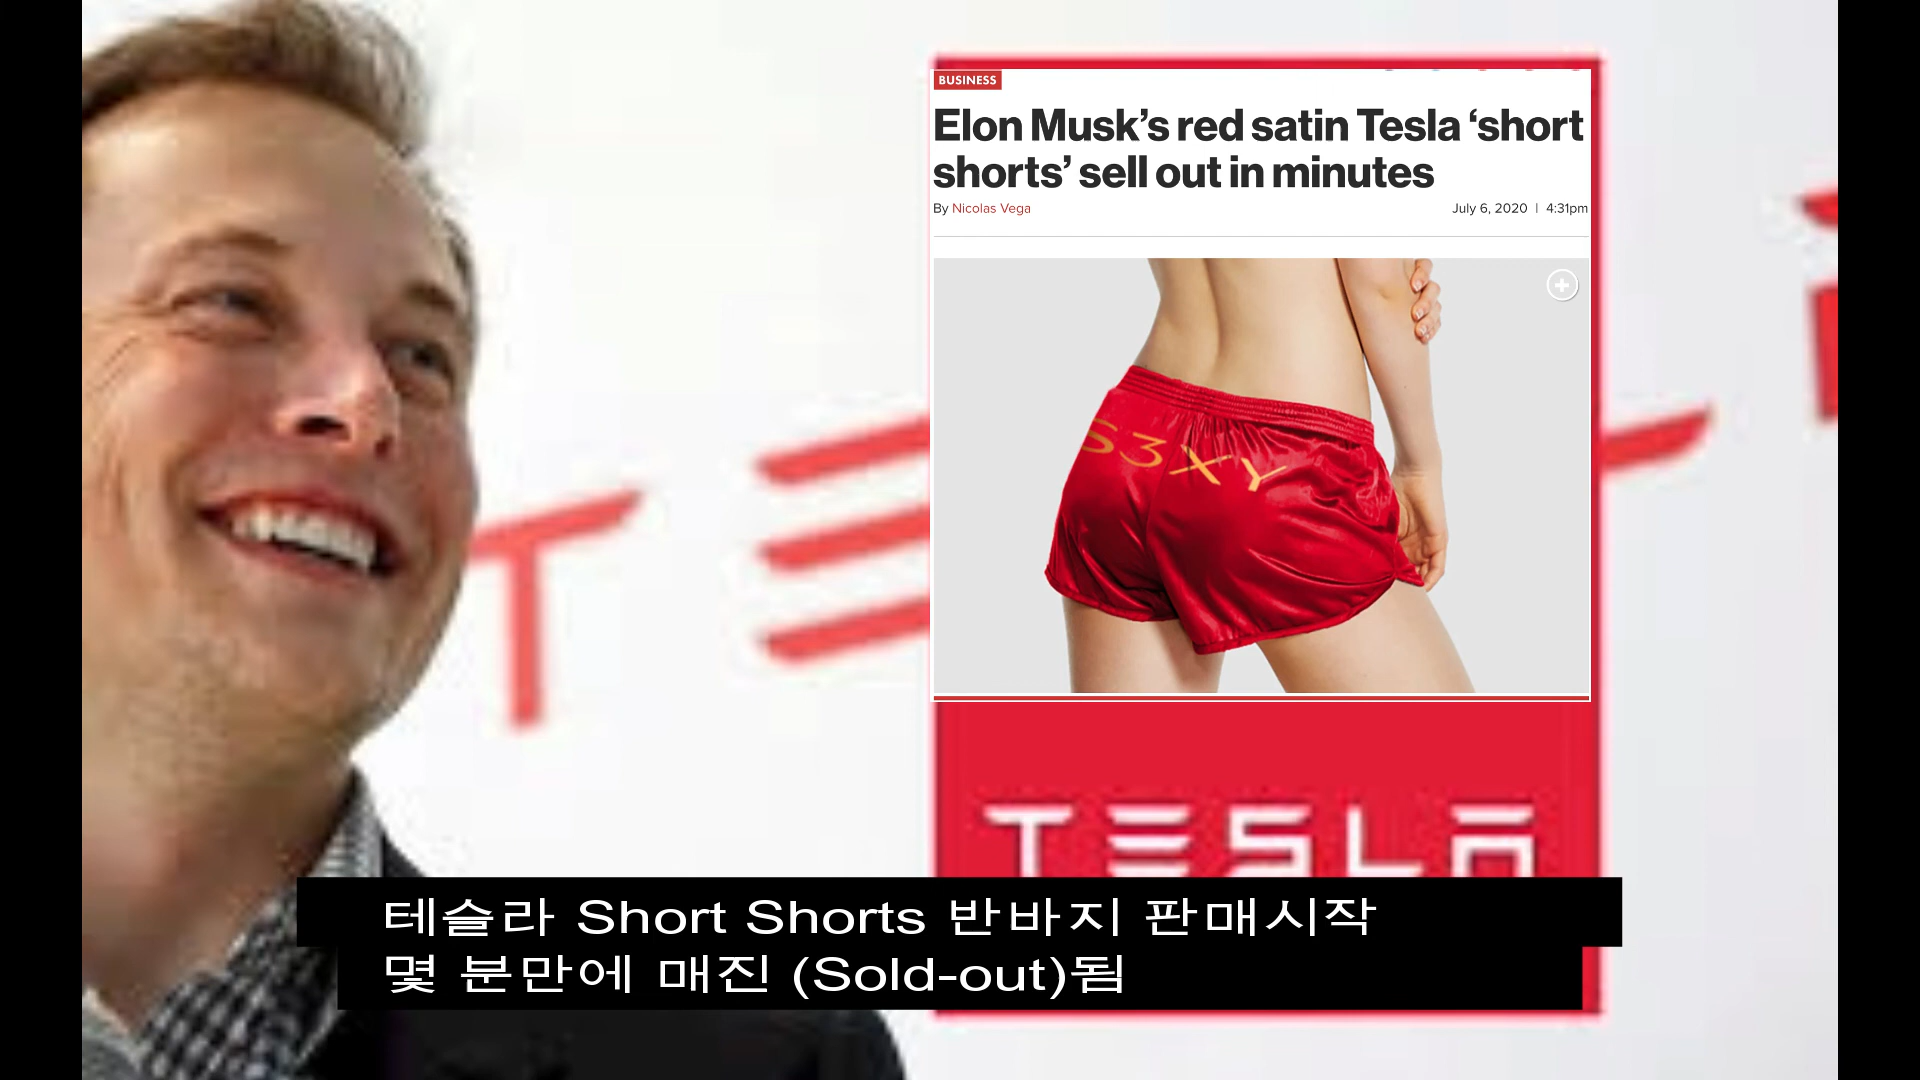 BUSINESS
Elon Musk’s red satin Tesla ‘short
shorts’ sell out in minutes
By Nicolas Vega July 6, 2020 | 4:31pm
S3XY
TESL
TESLA
테슬라 Short Shorts 반바지 판매시작
몇 분만에 매진 (Sold-out)됨